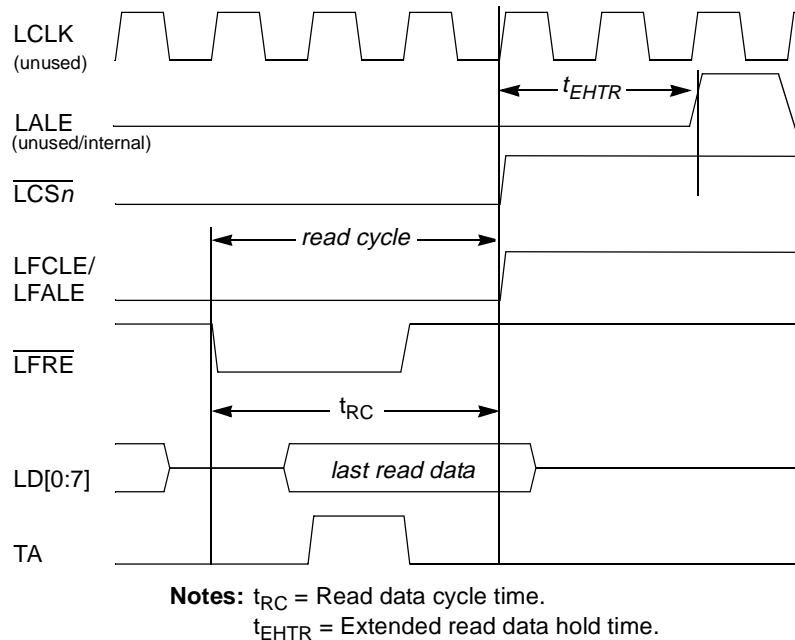 LCLK
(unused)
t_EHTR
LALE
(unused/internal)
LCSn
read cycle
LFCLE/
LFALE
LFRE
t_RC
LD[0:7]
last read data
TA
Notes: t_RC = Read data cycle time.
t_EHTR = Extended read data hold time.